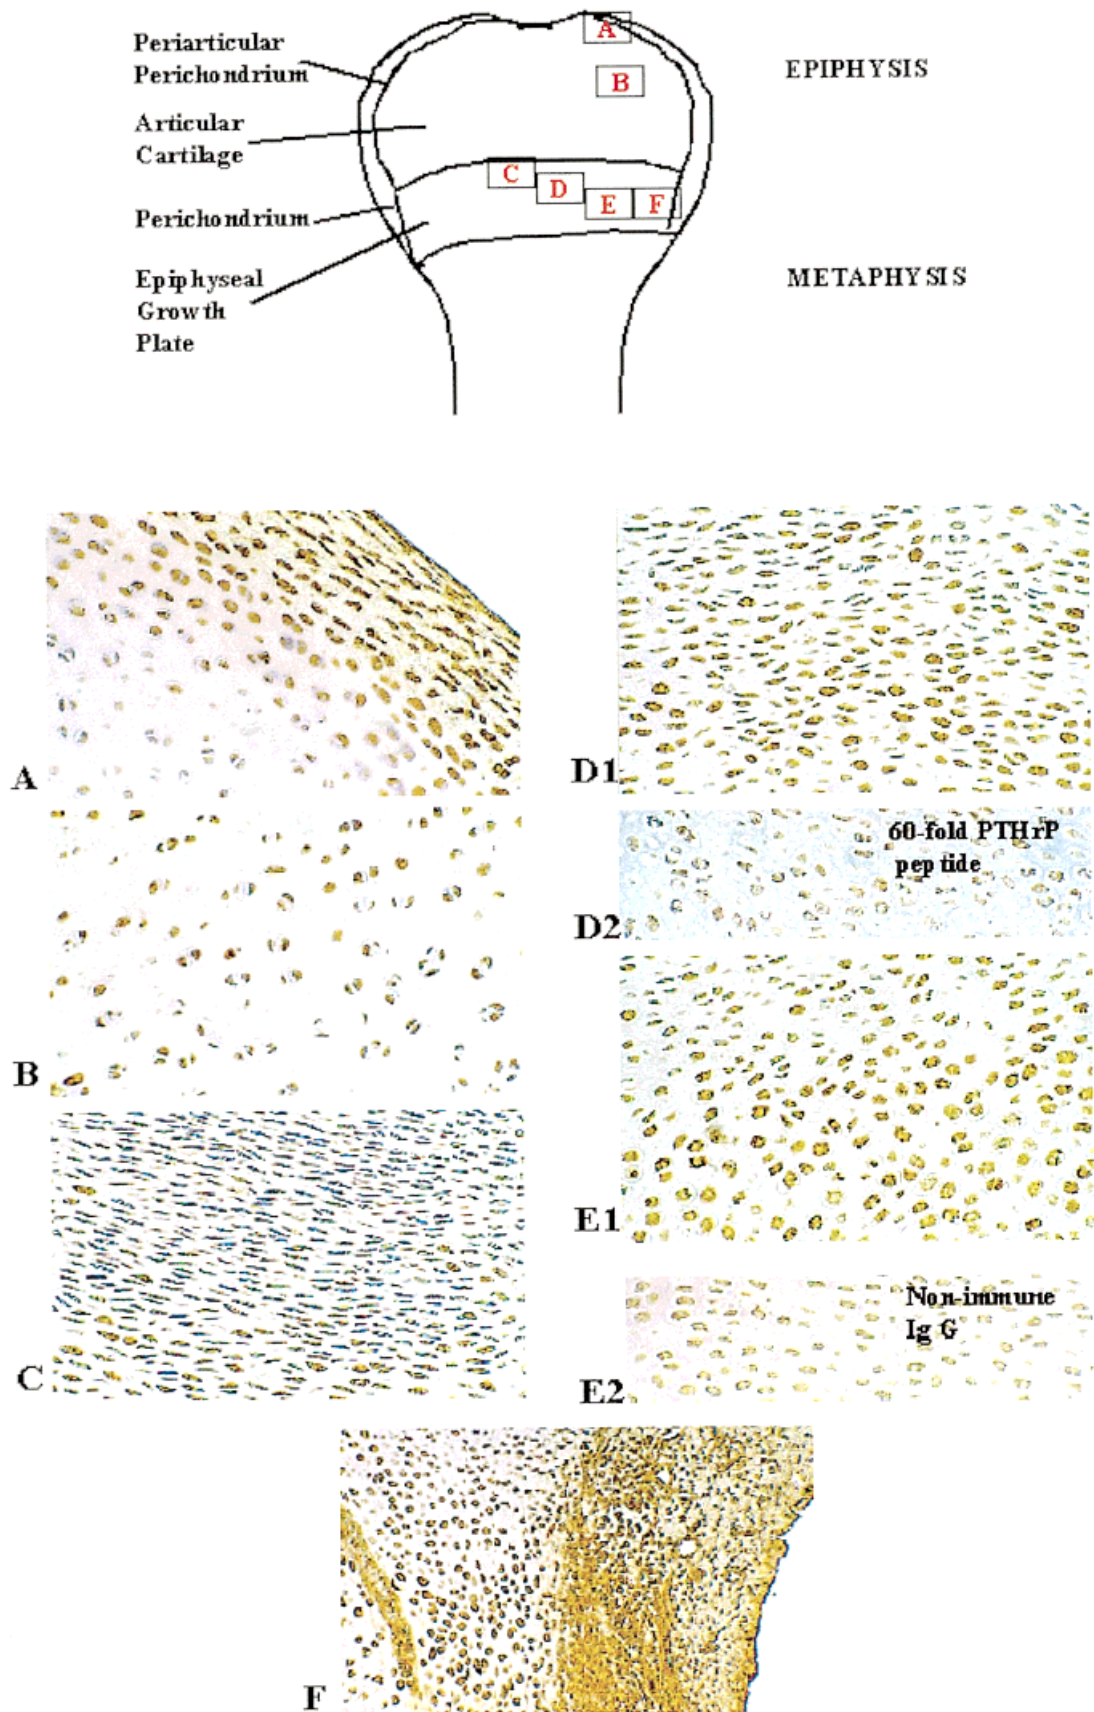 Periarticular
Perichondrium
Articular
Cartilage
Perichondrium
Epiphyseal
Growth
Plate
A
B
C
D
E
F
EPIPHYSIS
METAPHYSIS
A
B
C
D1
60-fold PTHrP
peptide
D2
E1
Non-immune
Ig G
E2
F